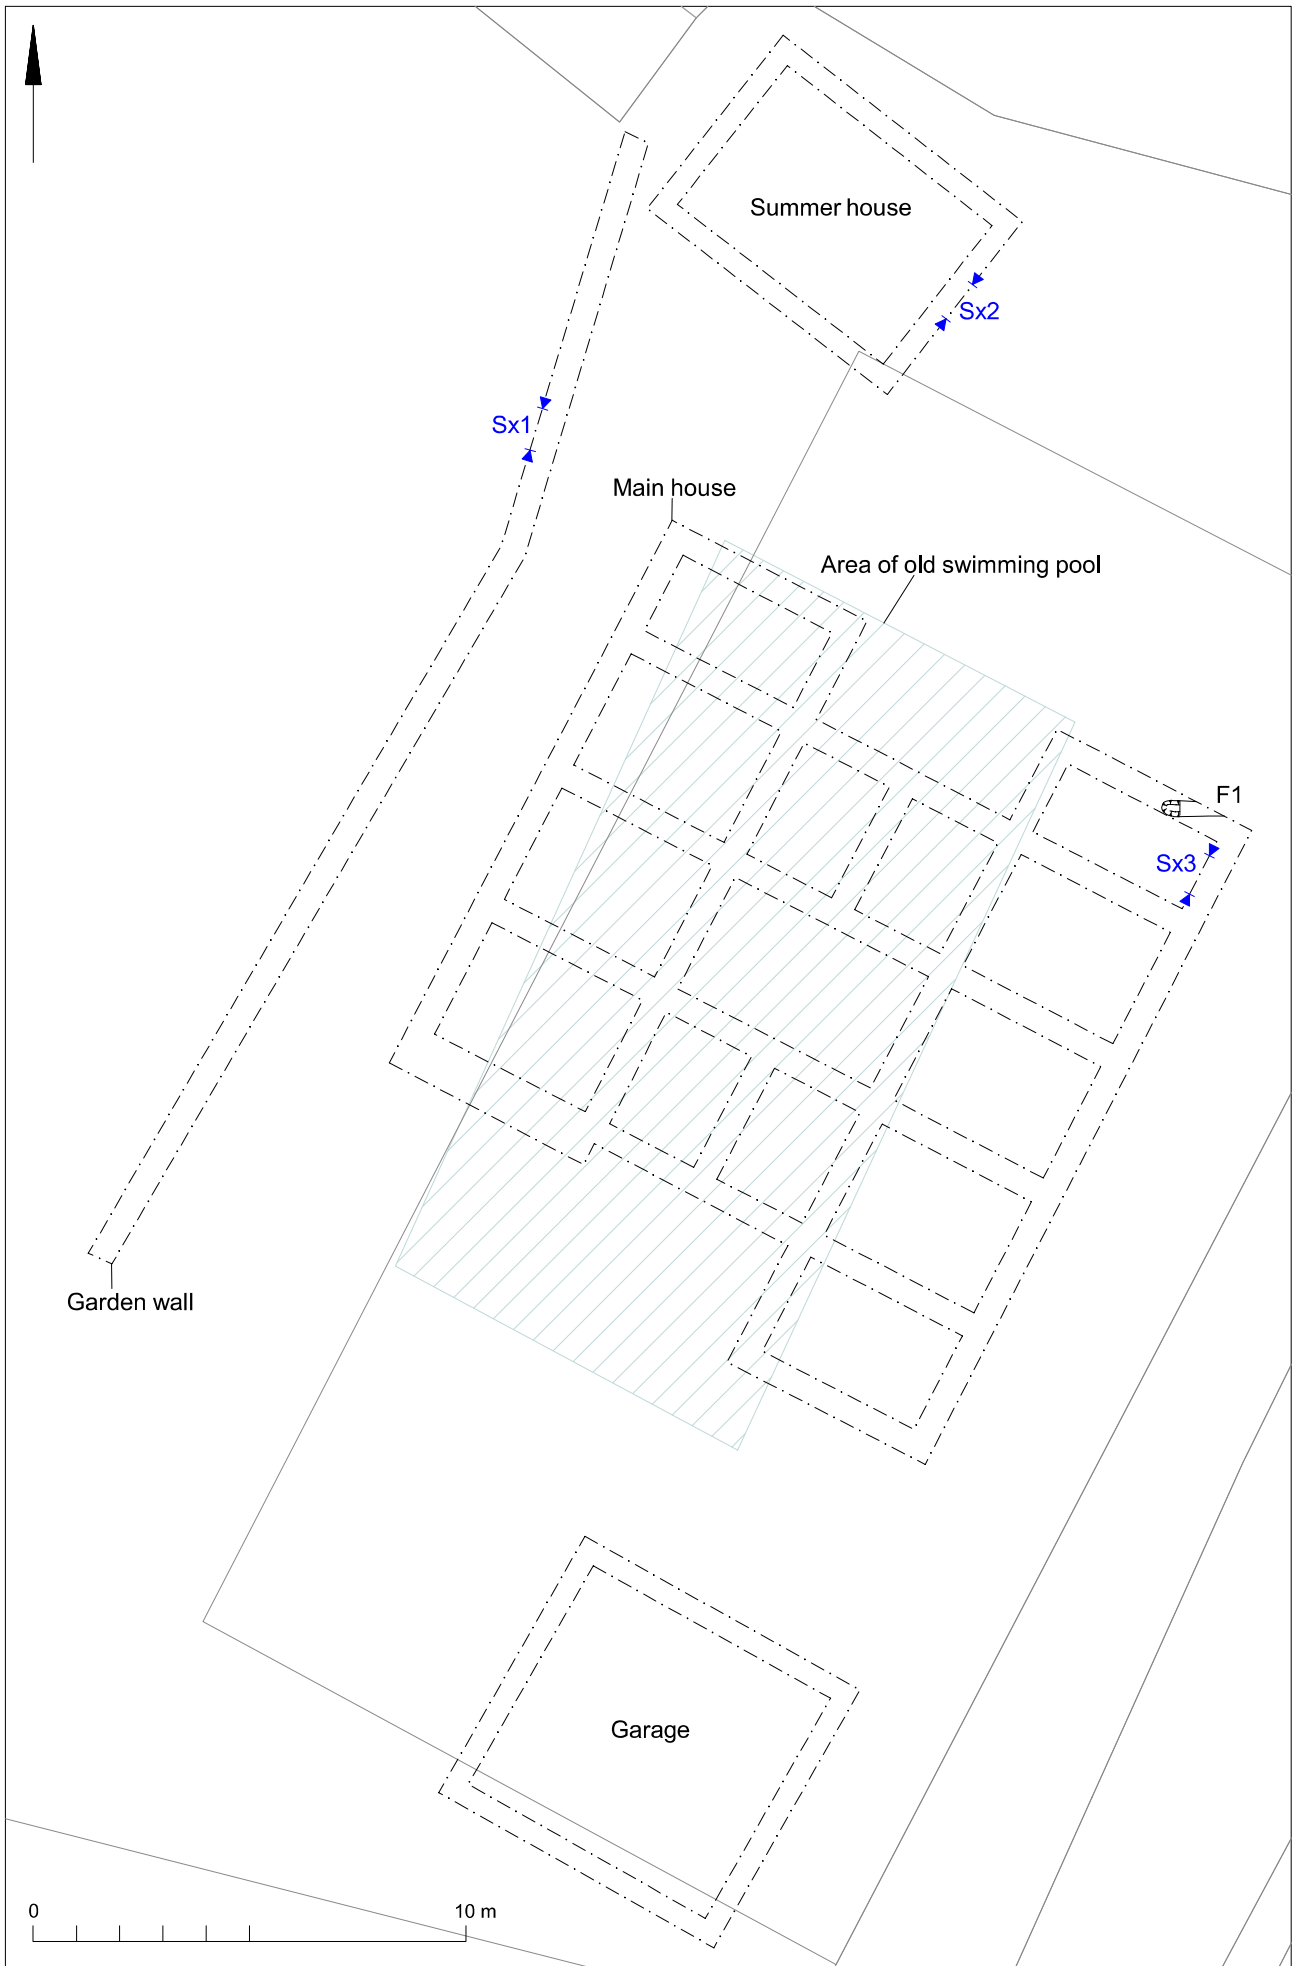 Summer house
Sx2
Sx1
Main house
Area of old swimming pool
F1
Sx3
Garden wall
Garage
0
10 m